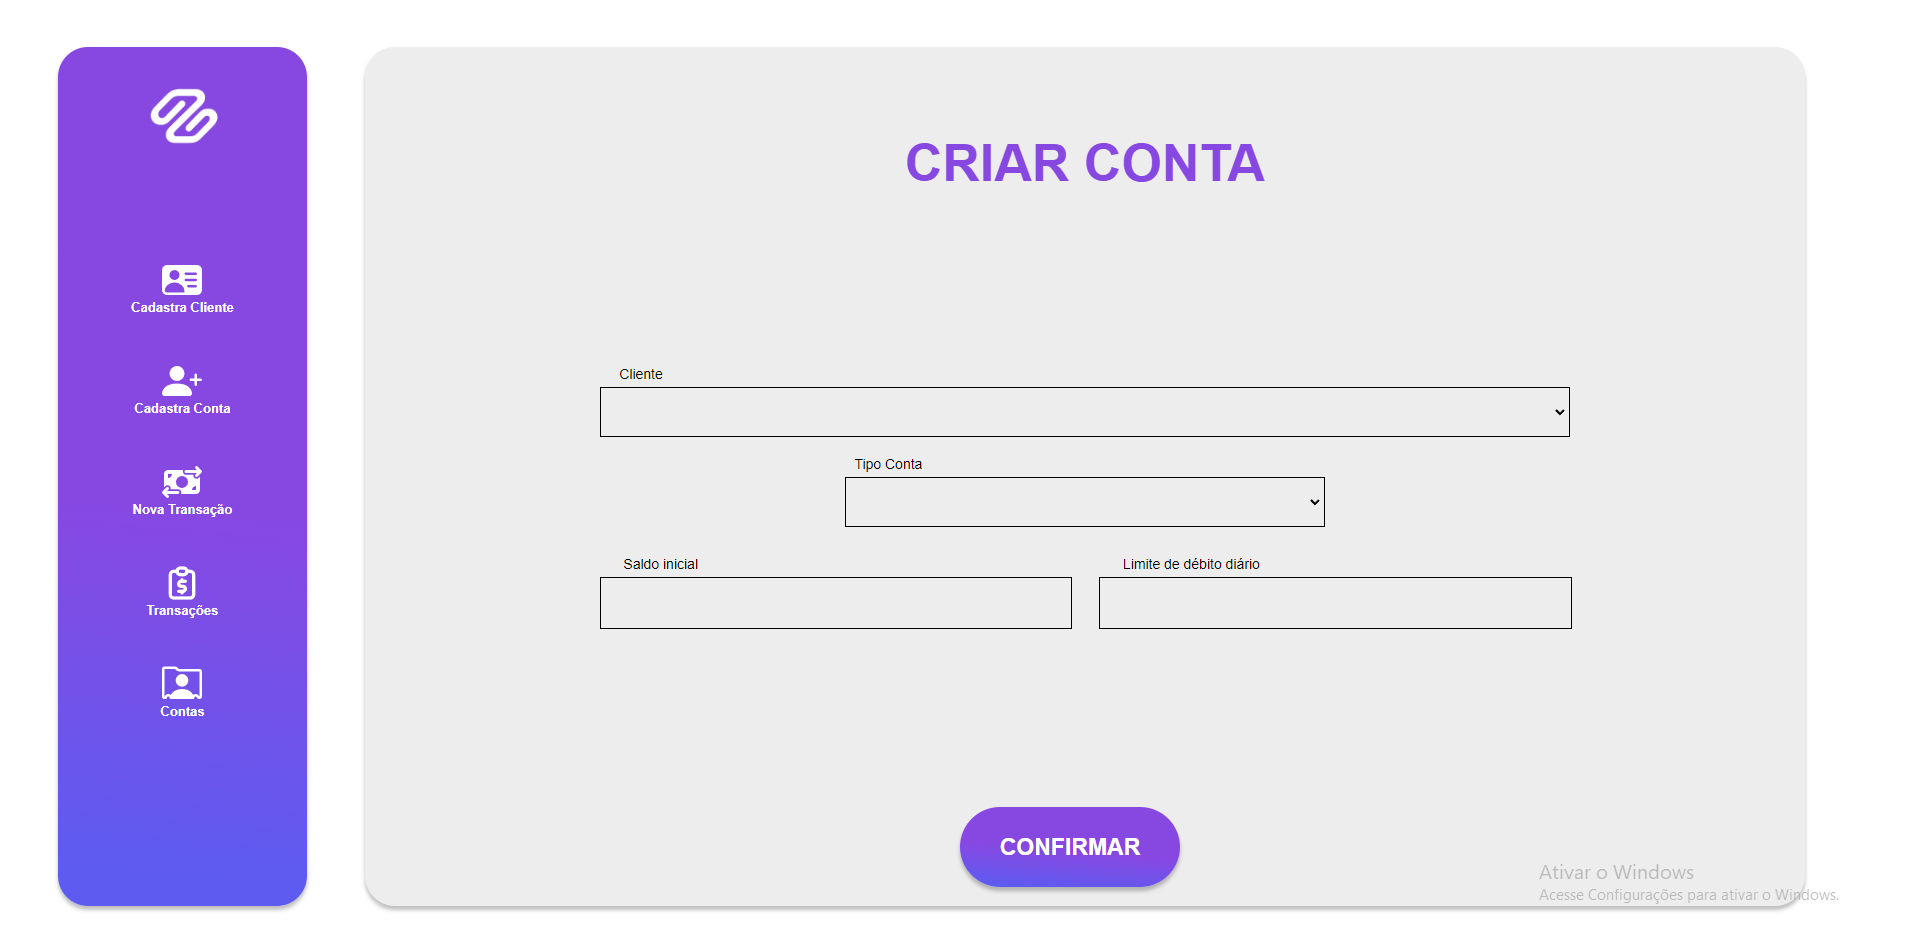 CRIAR CONTA
Cadastra Cliente
Cadastra Conta
Nova Transação
Transações
Contas
Cliente
Tipo Conta
Saldo inicial
Limite de débito diário
CONFIRMAR
Ativar o Windows
Acesse Configurações para ativar o Windows.